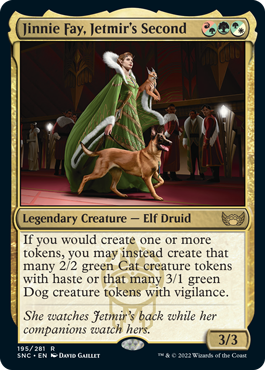 Jinnie Fay, Jetmir's Second
Legendary Creature — Elf Druid
If you would create one or more
tokens, you may instead create that
many 2/2 green Cat creature tokens
with haste or that many 3/1 green
Dog creature tokens with vigilance.
She watches Jetmir's back while her
companions watch hers.
3/3
195/281 R
SNC • EN DAVID GAILLET
™ & © 2022 Wizards of the Coast